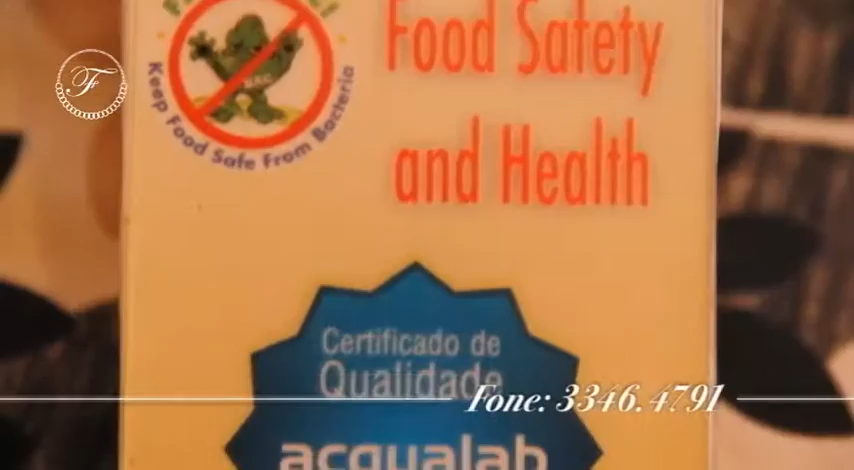 F
Food Safety
and Health
Keep Food Safe From Bacteria
Certificado de
Qualidade
Fone: 3346.4791
acqualab